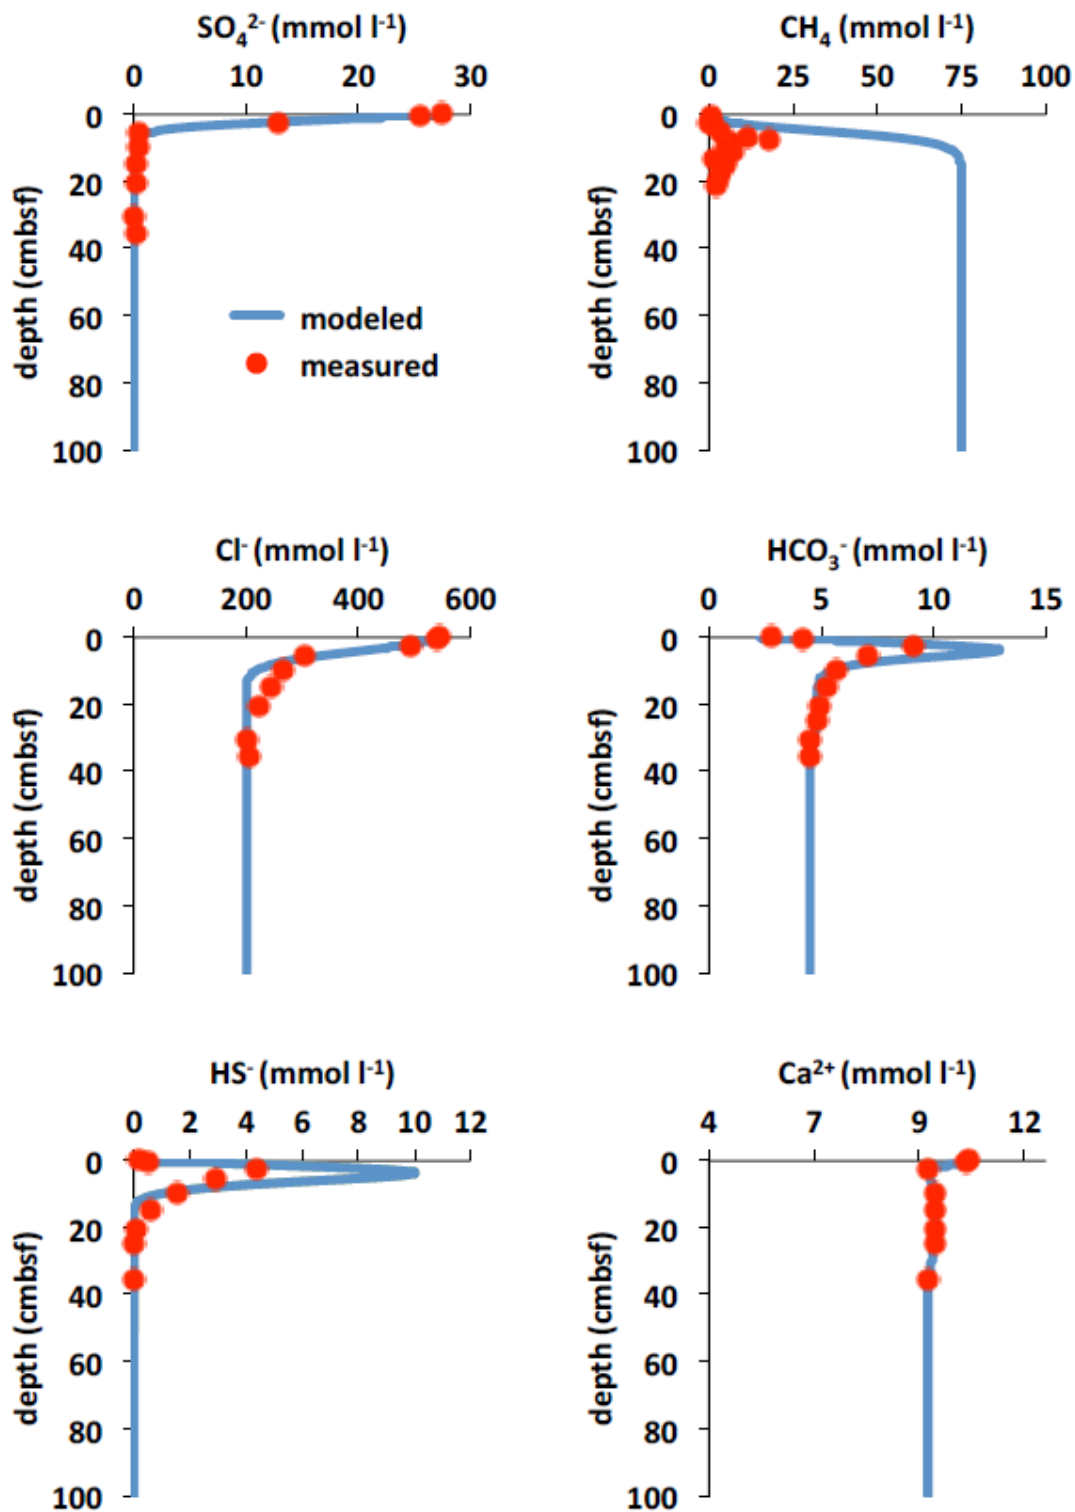 SO₄²⁻ (mmol l⁻¹)
0 10 20 30
0
20
40
60
80
100
depth (cmbsf)
modeled
measured
CH₄ (mmol l⁻¹)
0 25 50 75 100
0
20
40
60
80
100
depth (cmbsf)
Cl⁻ (mmol l⁻¹)
0 200 400 600
0
20
40
60
80
100
depth (cmbsf)
HCO₃⁻ (mmol l⁻¹)
0 5 10 15
0
20
40
60
80
100
depth (cmbsf)
HS⁻ (mmol l⁻¹)
0 2 4 6 8 10 12
0
20
40
60
80
100
depth (cmbsf)
Ca²⁺ (mmol l⁻¹)
4 7 9 12
0
20
40
60
80
100
depth (cmbsf)